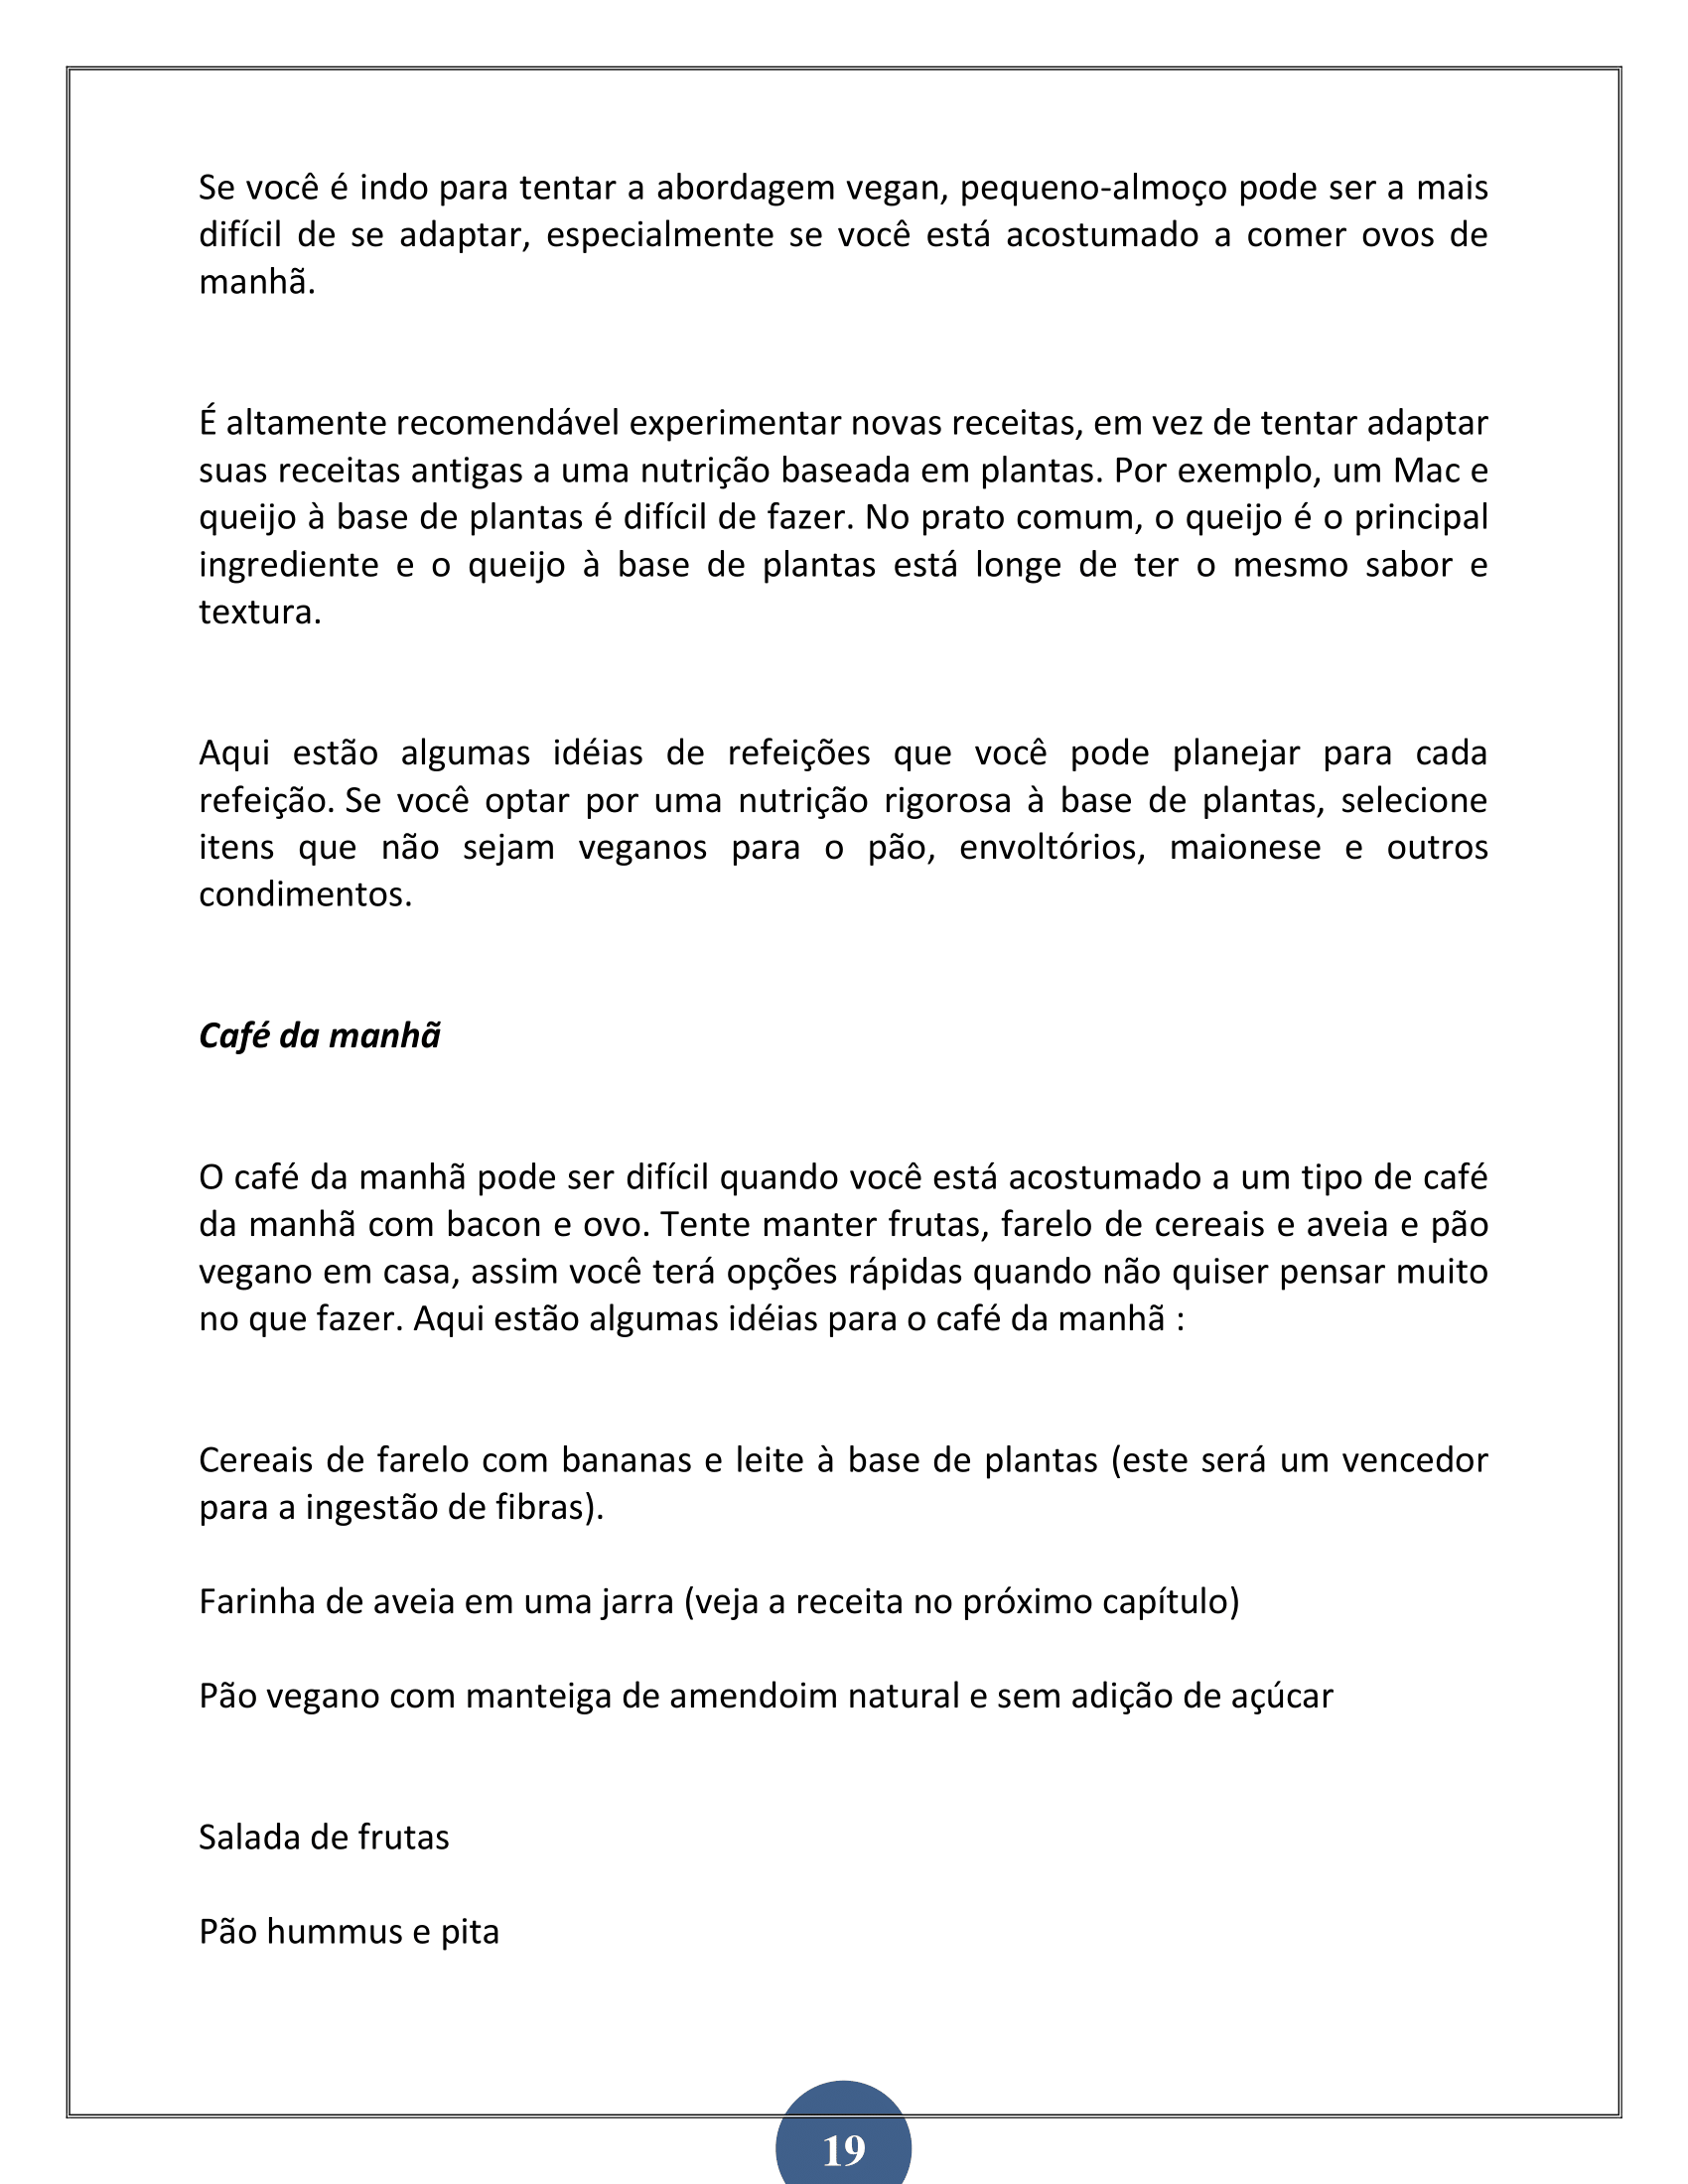 Se você é indo para tentar a abordagem vegan, pequeno-almoço pode ser a mais
difícil de se adaptar, especialmente se você está acostumado a comer ovos de
manhã.
É altamente recomendável experimentar novas receitas, em vez de tentar adaptar
suas receitas antigas a uma nutrição baseada em plantas. Por exemplo, um Mac e
queijo à base de plantas é difícil de fazer. No prato comum, o queijo é o principal
ingrediente e o queijo à base de plantas está longe de ter o mesmo sabor e
textura.
Aqui estão algumas idéias de refeições que você pode planejar para cada
refeição. Se você optar por uma nutrição rigorosa à base de plantas, selecione
itens que não sejam veganos para o pão, envoltórios, maionese e outros
condimentos.
Café da manhã
O café da manhã pode ser difícil quando você está acostumado a um tipo de café
da manhã com bacon e ovo. Tente manter frutas, farelo de cereais e aveia e pão
vegano em casa, assim você terá opções rápidas quando não quiser pensar muito
no que fazer. Aqui estão algumas idéias para o café da manhã :
Cereais de farelo com bananas e leite à base de plantas (este será um vencedor
para a ingestão de fibras).
Farinha de aveia em uma jarra (veja a receita no próximo capítulo)
Pão vegano com manteiga de amendoim natural e sem adição de açúcar
Salada de frutas
Pão hummus e pita
19